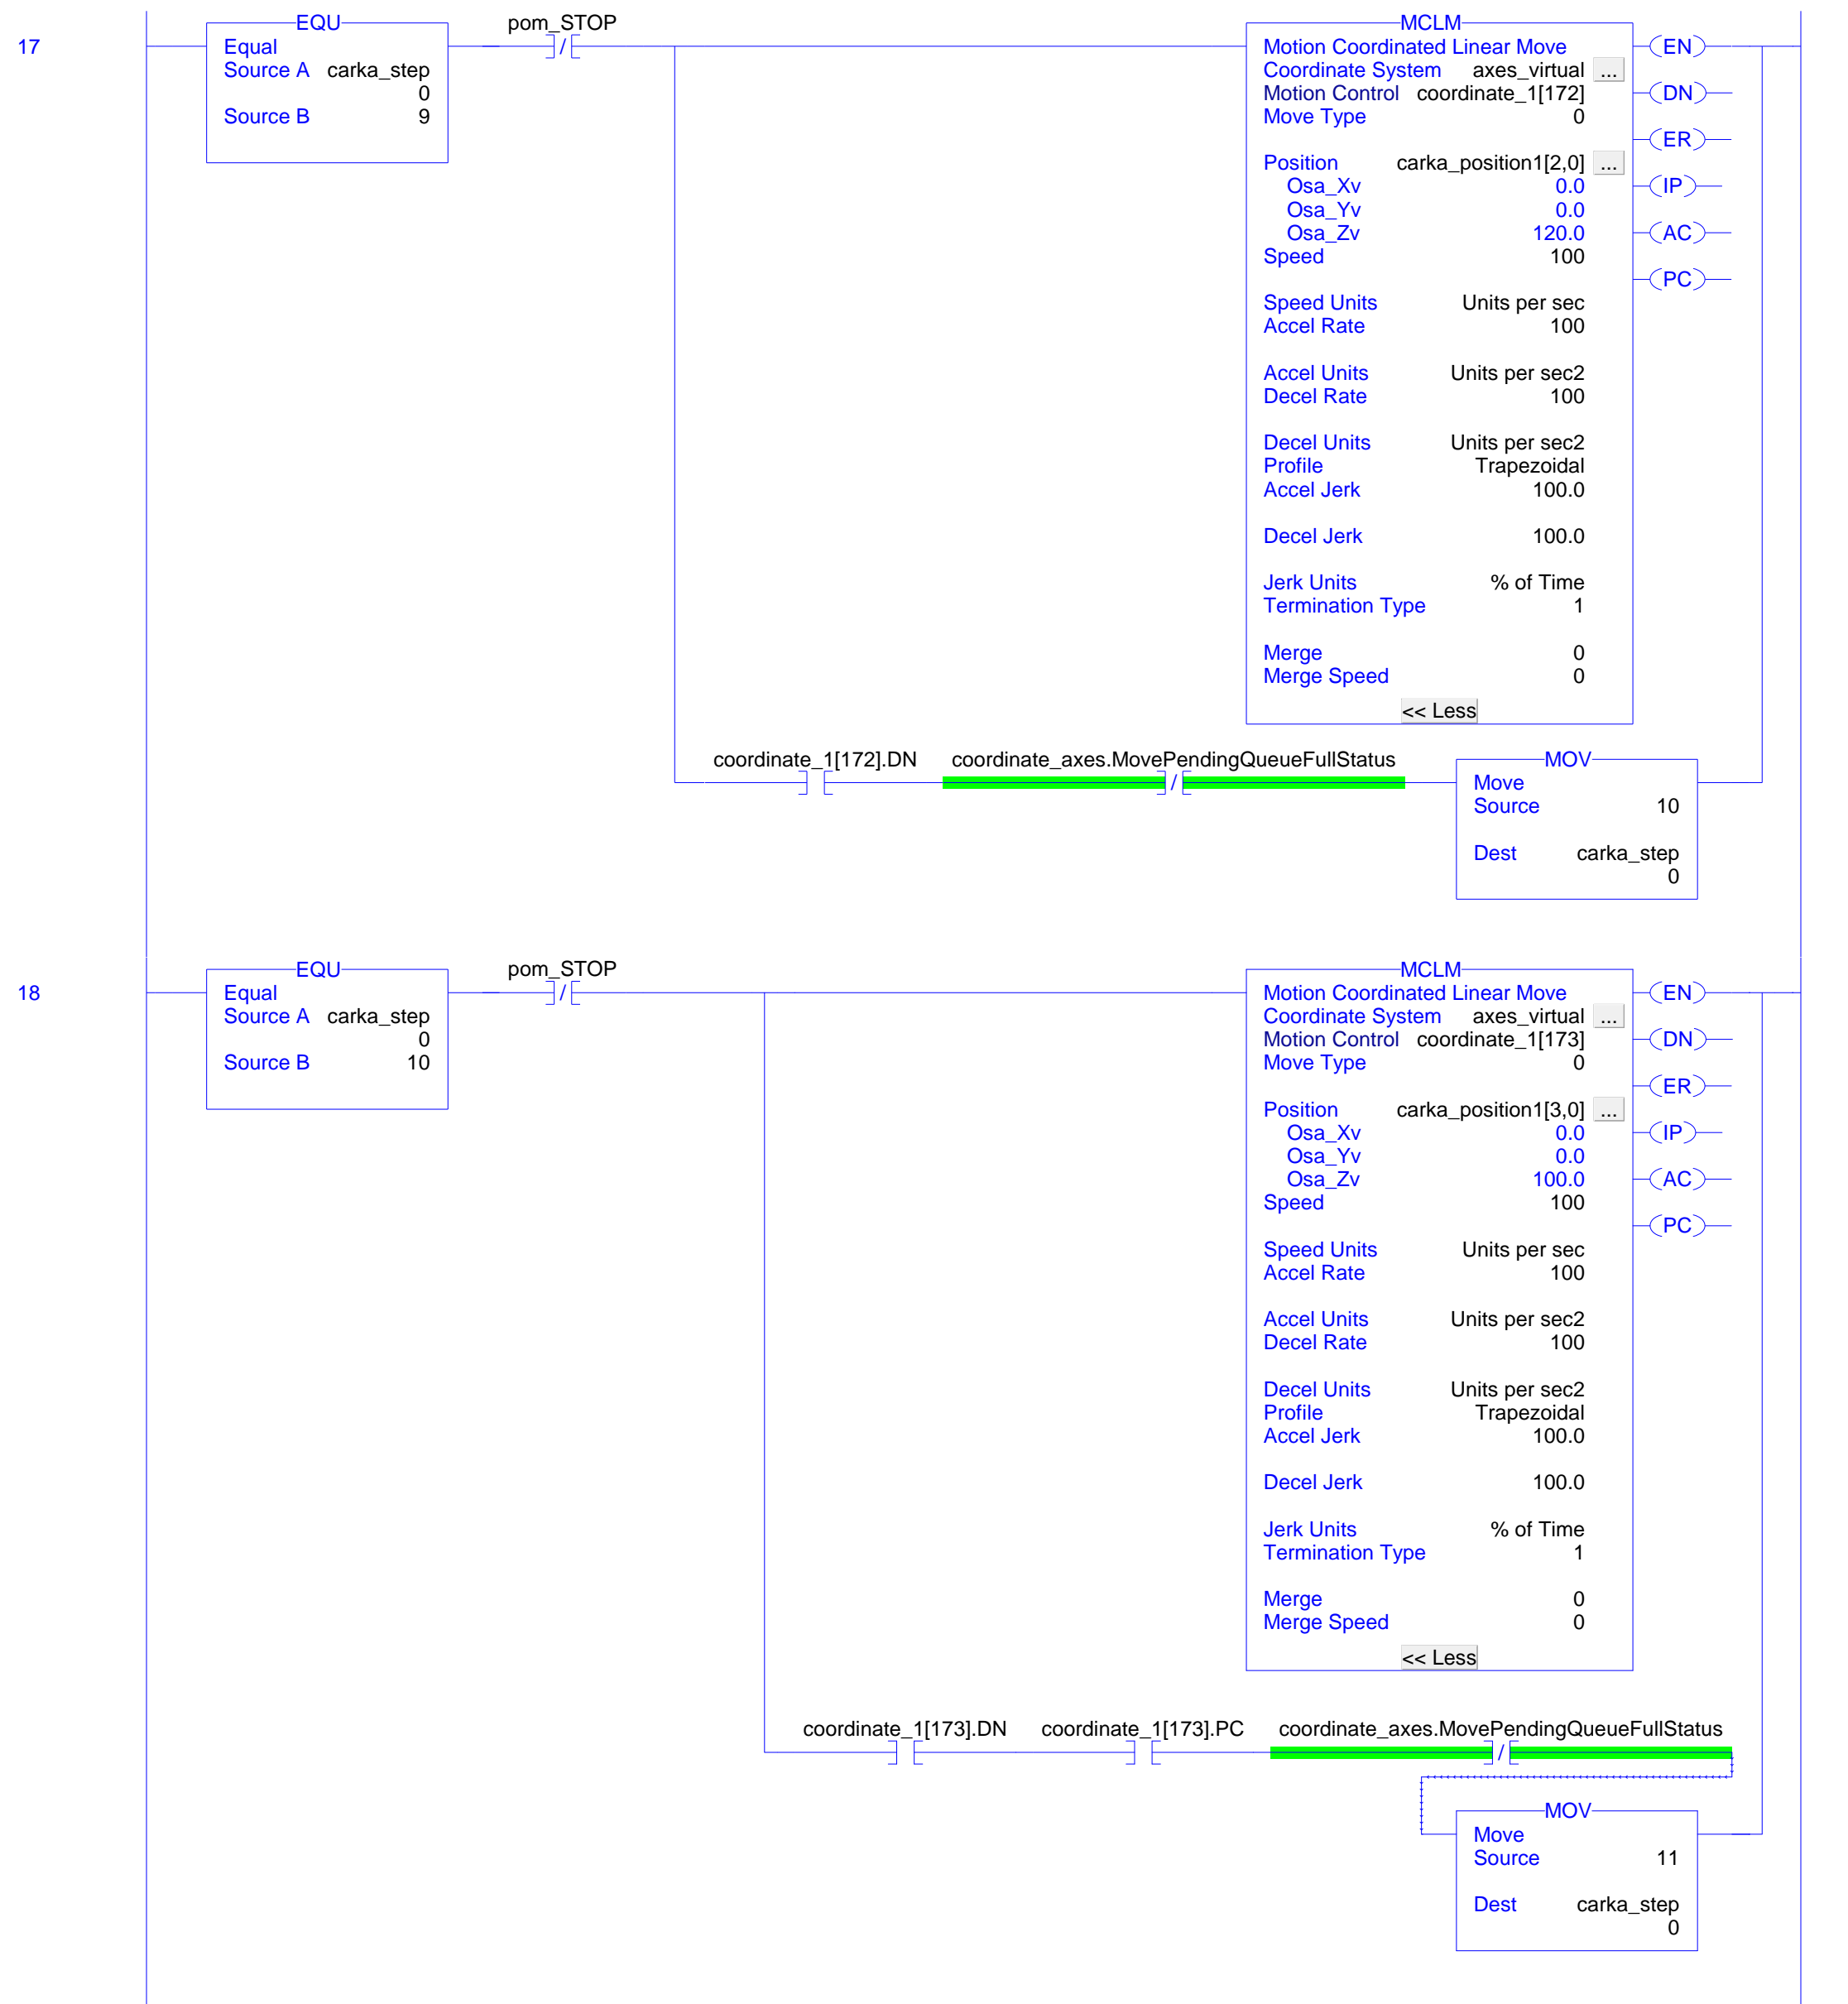 17
EQU
Equal
Source A carka_step
0
Source B 9
pom_STOP
MCLM
Motion Coordinated Linear Move
Coordinate System axes_virtual ...
Motion Control coordinate_1[172]
Move Type 0
Position carka_position1[2,0] ...
Osa_Xv 0.0
Osa_Yv 0.0
Osa_Zv 120.0
Speed 100
Speed Units Units per sec
Accel Rate 100
Accel Units Units per sec2
Decel Rate 100
Decel Units Units per sec2
Profile Trapezoidal
Accel Jerk 100.0
Decel Jerk 100.0
Jerk Units % of Time
Termination Type 1
Merge 0
Merge Speed 0
<< Less
EN
DN
ER
IP
AC
PC
coordinate_1[172].DN
coordinate_axes.MovePendingQueueFullStatus
MOV
Move
Source 10
Dest carka_step
0
18
EQU
Equal
Source A carka_step
0
Source B 10
pom_STOP
MCLM
Motion Coordinated Linear Move
Coordinate System axes_virtual ...
Motion Control coordinate_1[173]
Move Type 0
Position carka_position1[3,0] ...
Osa_Xv 0.0
Osa_Yv 0.0
Osa_Zv 100.0
Speed 100
Speed Units Units per sec
Accel Rate 100
Accel Units Units per sec2
Decel Rate 100
Decel Units Units per sec2
Profile Trapezoidal
Accel Jerk 100.0
Decel Jerk 100.0
Jerk Units % of Time
Termination Type 1
Merge 0
Merge Speed 0
<< Less
EN
DN
ER
IP
AC
PC
coordinate_1[173].DN
coordinate_1[173].PC
coordinate_axes.MovePendingQueueFullStatus
MOV
Move
Source 11
Dest carka_step
0